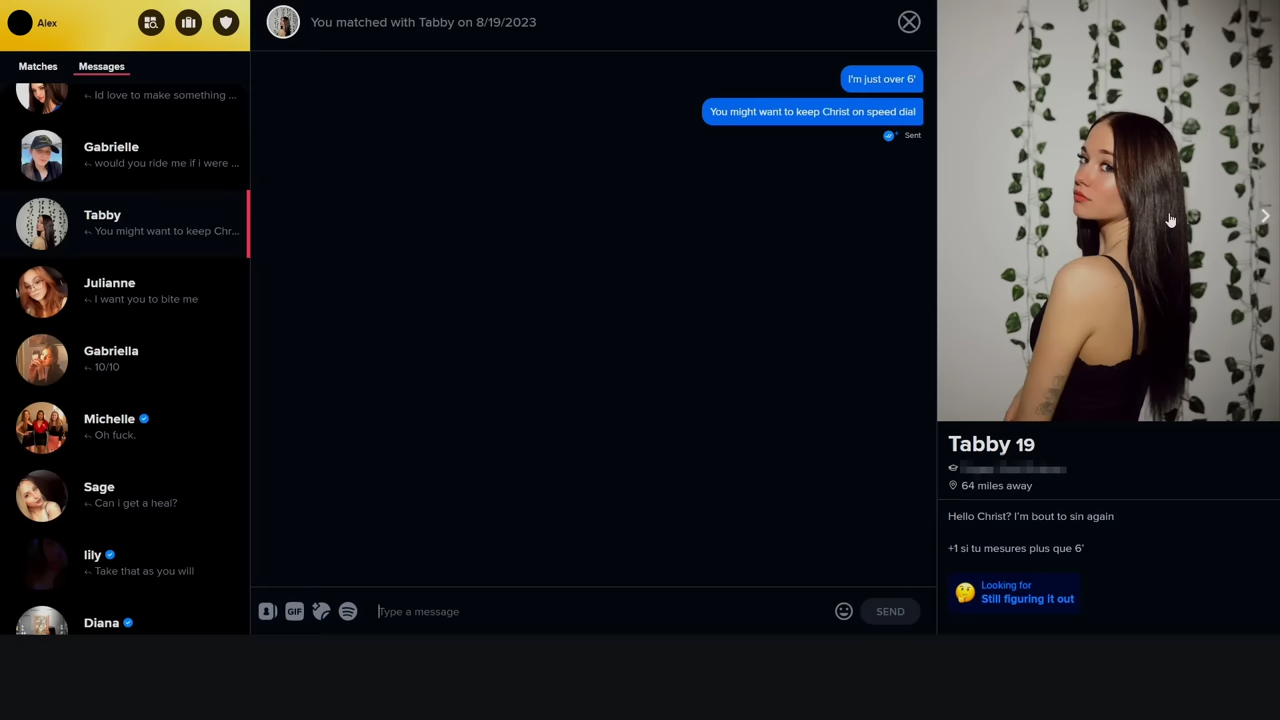 Alex
Matches
Messages
Id love to make something ...
Gabrielle
would you ride me if i were ...
Tabby
You might want to keep Chr...
Julianne
I want you to bite me
Gabriella
10/10
Michelle
Oh fuck.
Sage
Can i get a heal?
lily
Take that as you will
Diana
You matched with Tabby on 8/19/2023
I'm just over 6'
You might want to keep Christ on speed dial
Sent
GIF
Type a message
SEND
Tabby 19
64 miles away
Hello Christ? I'm bout to sin again
+1 si tu mesures plus que 6'
Looking for
Still figuring it out